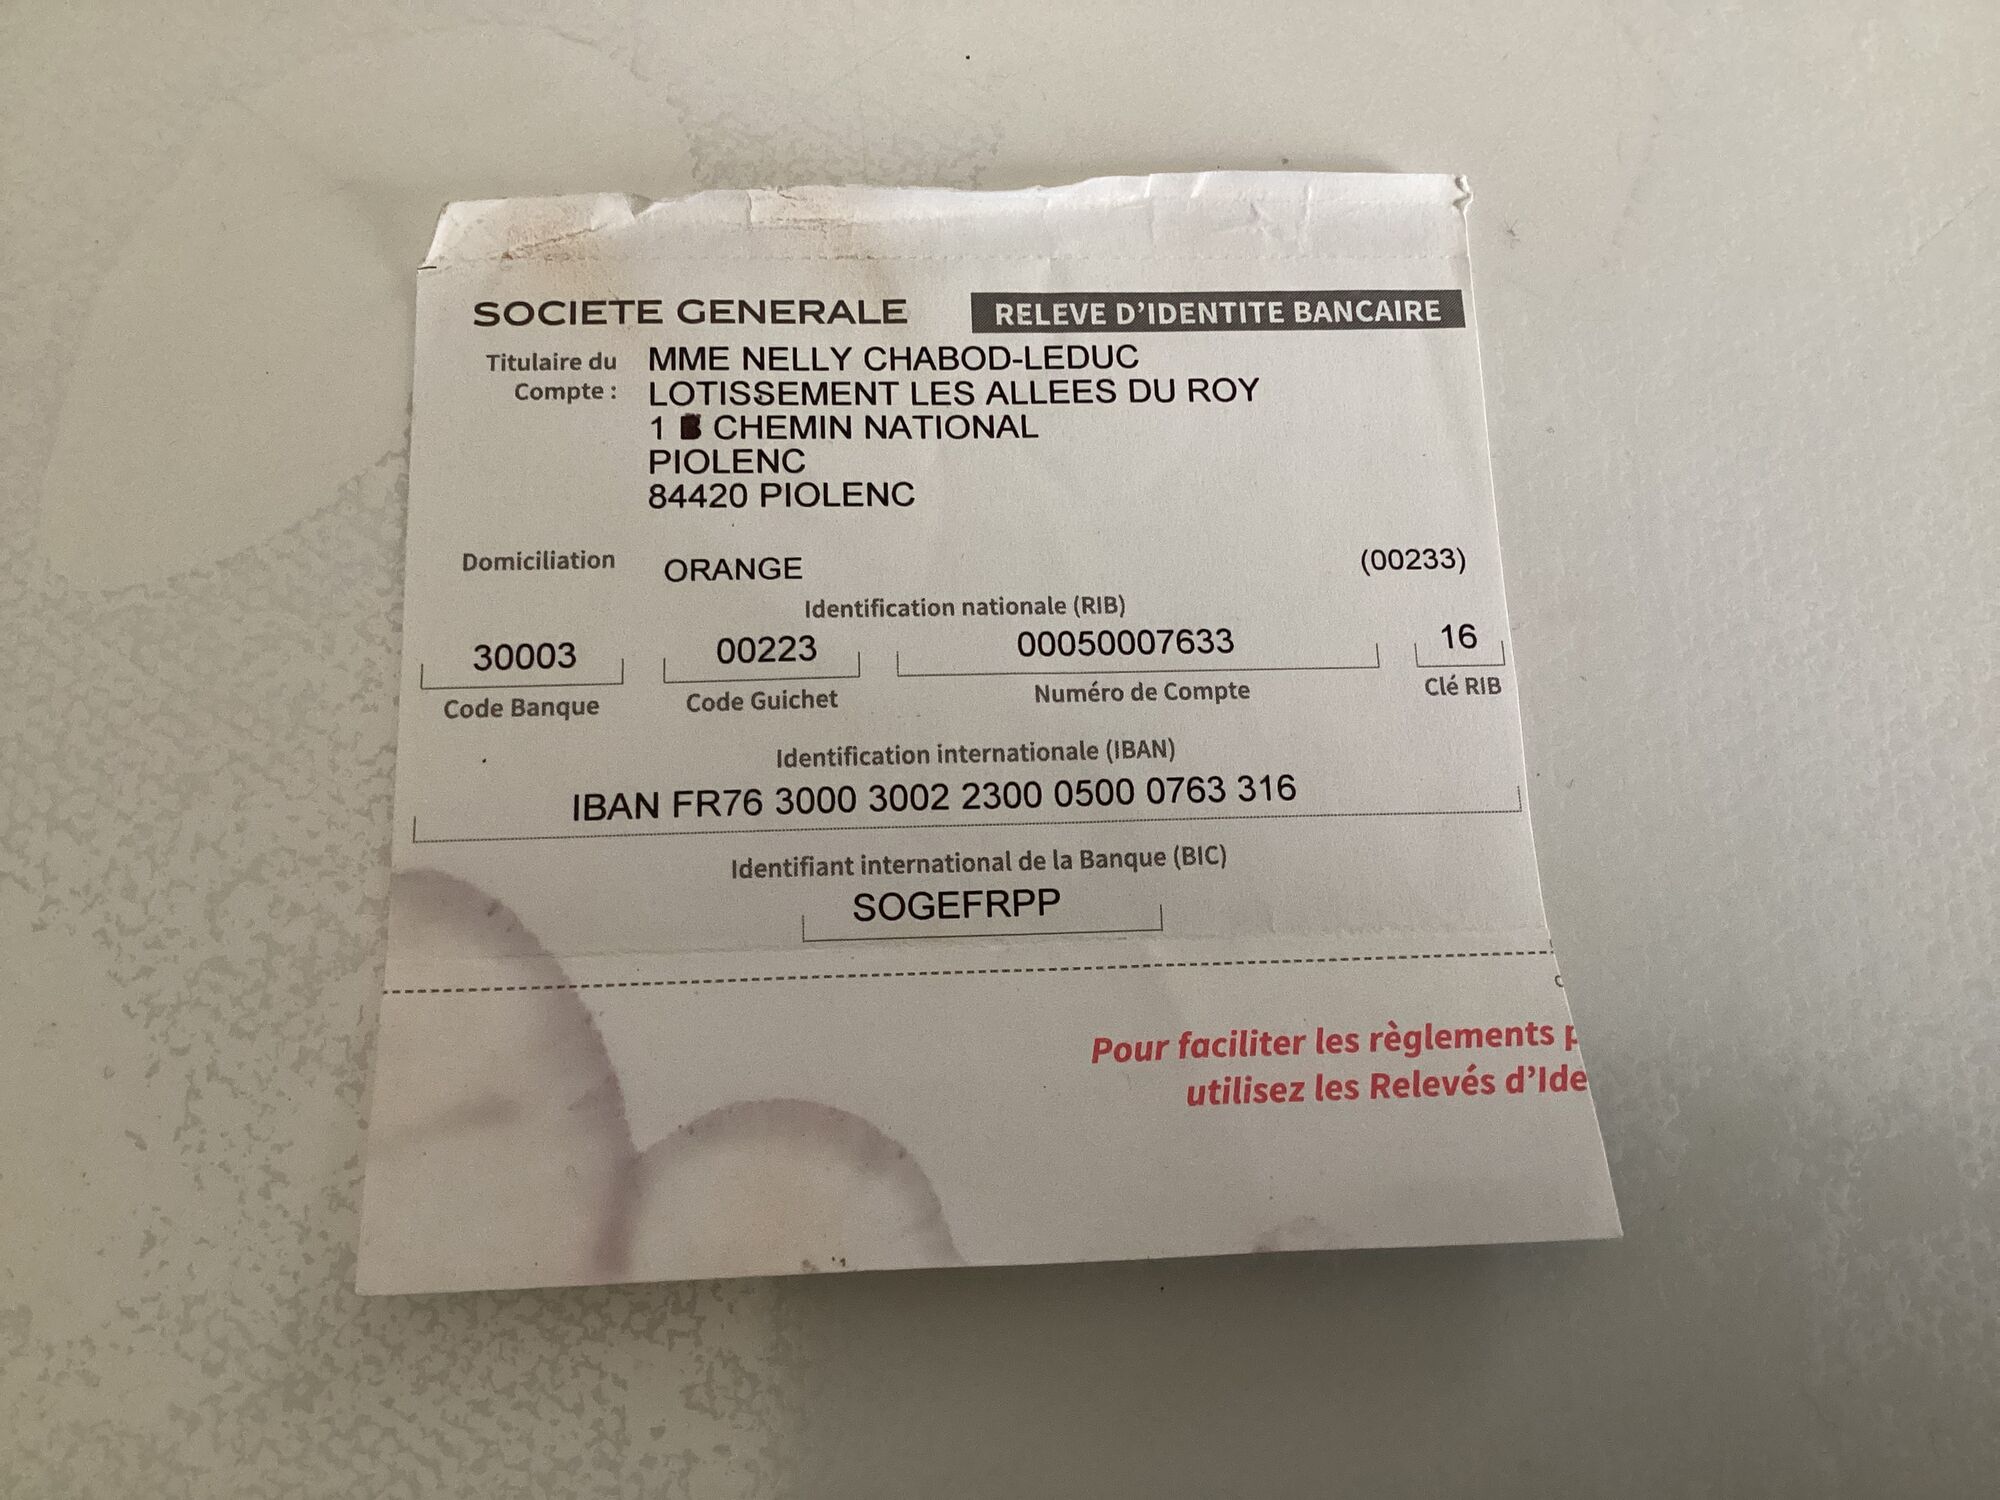 SOCIETE GENERALE RELEVE D'IDENTITE BANCAIRE
Titulaire du Compte : MME NELLY CHABOD-LEDUC
LOTISSEMENT LES ALLEES DU ROY
1 B CHEMIN NATIONAL
PIOLENC
84420 PIOLENC
Domiciliation ORANGE (00233)
Identification nationale (RIB)
30003 00223 00050007633 16
Code Banque Code Guichet Numéro de Compte Clé RIB
Identification internationale (IBAN)
IBAN FR76 3000 3002 2300 0500 0763 316
Identifiant international de la Banque (BIC)
SOGEFRPP
Pour faciliter les règlements
utilisez les Relevés d'Ide